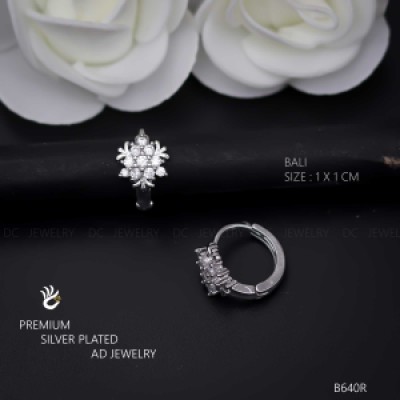 BALI
SIZE : 1 X 1 CM
DC JEWELRY DC JEWELRY DC JEWELRY DC JEWELRY
PREMIUM
SILVER PLATED
AD JEWELRY
B640R